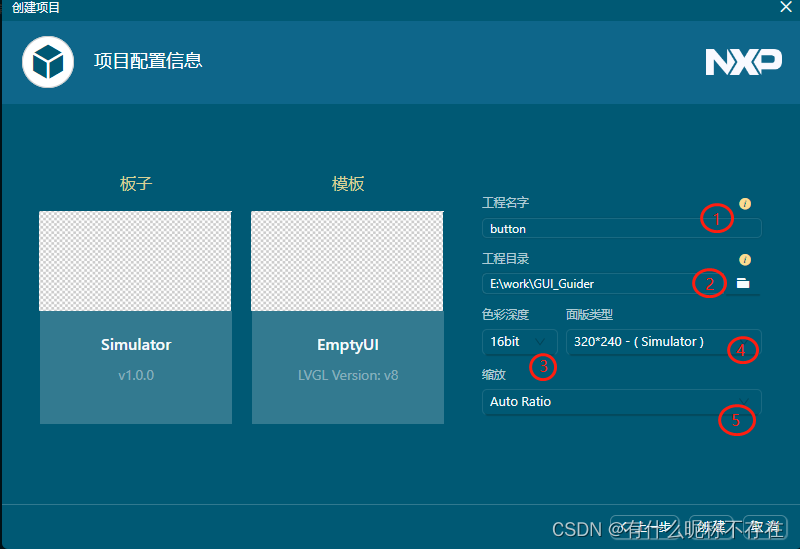 创建项目
项目配置信息
NXP
板子
模板
Simulator
v1.0.0
EmptyUI
LVGL Version: v8
工程名字
1
button
工程目录
E:\work\GUI_Guider
2
色彩深度
面版类型
16bit
320*240 - ( Simulator )
4
3
缩放
Auto Ratio
5
上一步
创建
取消
CSDN @有什么昵称不存在